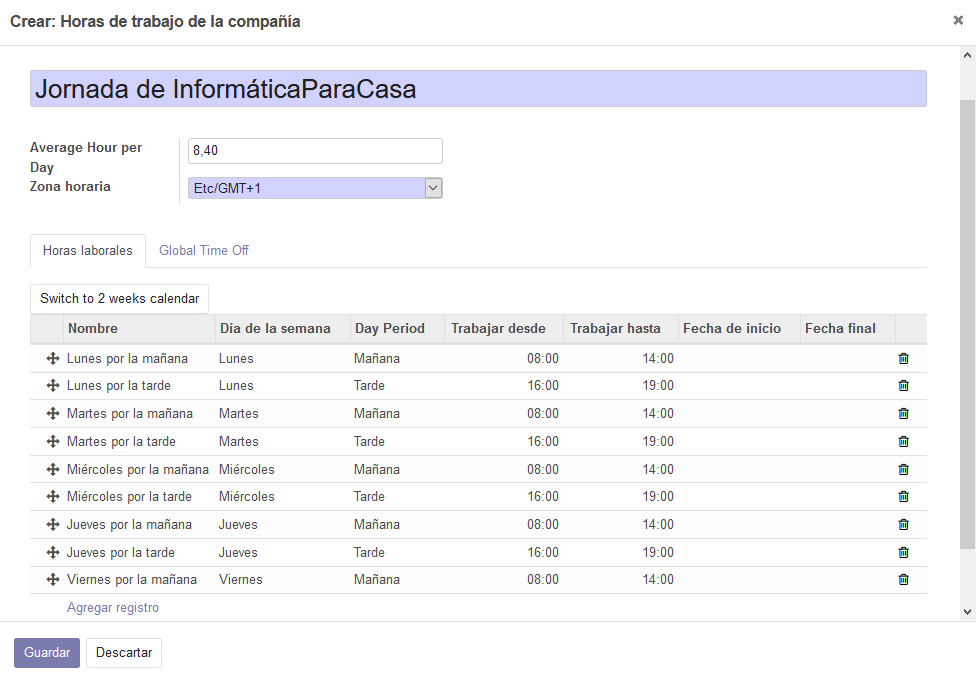 Crear: Horas de trabajo de la compañía
Jornada de InformáticaParaCasa
Average Hour per Day 8,40
Zona horaria Etc/GMT+1
Horas laborales Global Time Off
Switch to 2 weeks calendar
Nombre Día de la semana Day Period Trabajar desde Trabajar hasta Fecha de inicio Fecha final
Lunes por la mañana Lunes Mañana 08:00 14:00
Lunes por la tarde Lunes Tarde 16:00 19:00
Martes por la mañana Martes Mañana 08:00 14:00
Martes por la tarde Martes Tarde 16:00 19:00
Miércoles por la mañana Miércoles Mañana 08:00 14:00
Miércoles por la tarde Miércoles Tarde 16:00 19:00
Jueves por la mañana Jueves Mañana 08:00 14:00
Jueves por la tarde Jueves Tarde 16:00 19:00
Viernes por la mañana Viernes Mañana 08:00 14:00
Agregar registro
Guardar Descartar